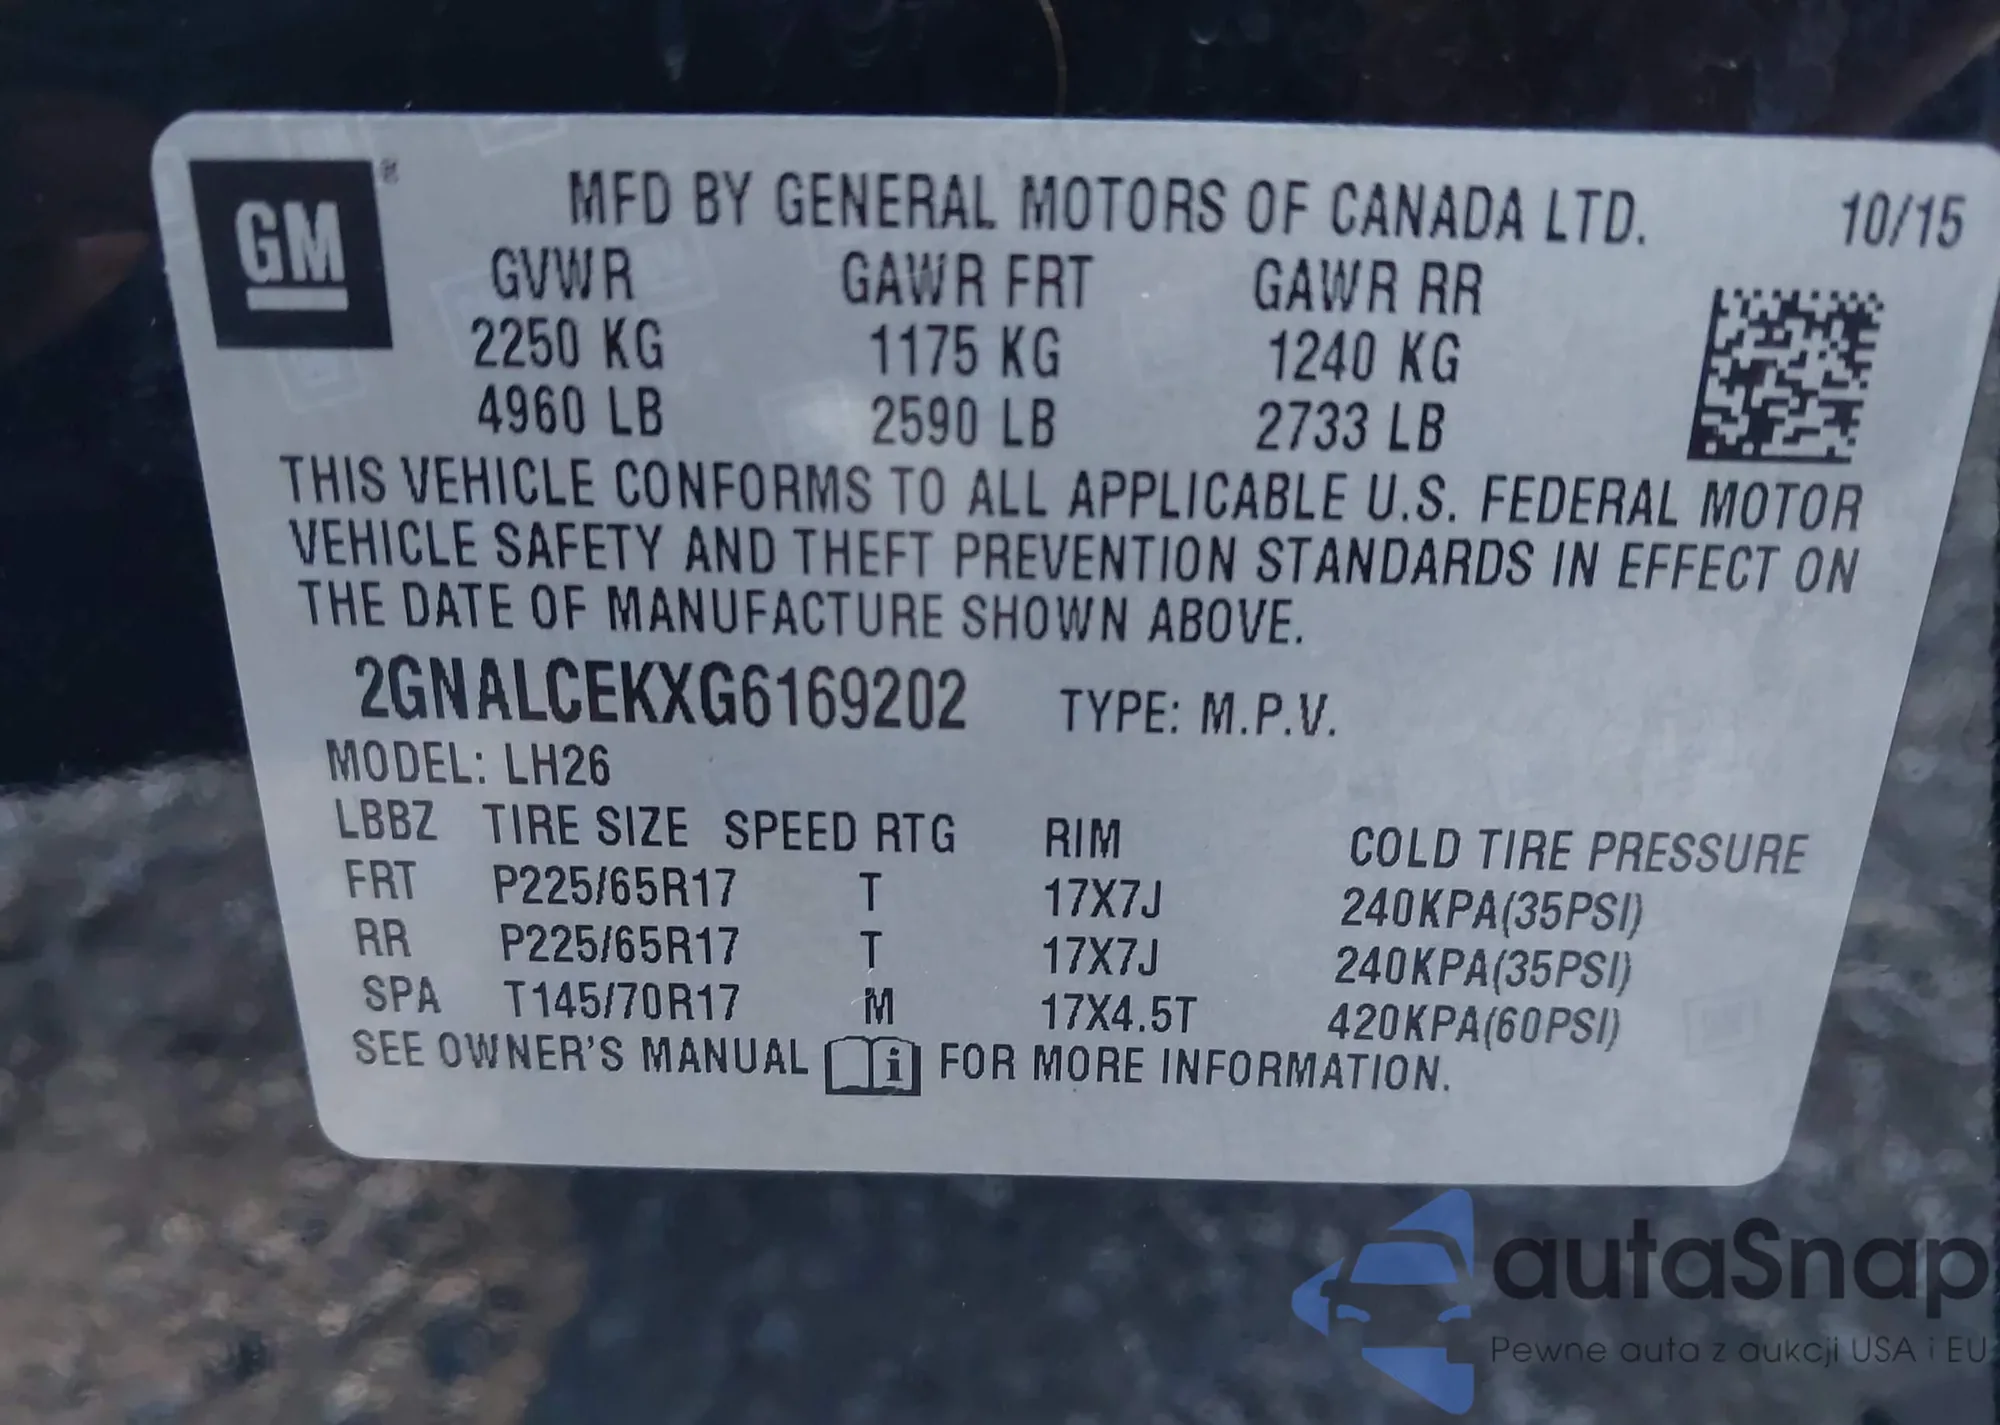 GM®
MFD BY GENERAL MOTORS OF CANADA LTD. 10/15
GVWR GAWR FRT GAWR RR
2250 KG 1175 KG 1240 KG
4960 LB 2590 LB 2733 LB
THIS VEHICLE CONFORMS TO ALL APPLICABLE U.S. FEDERAL MOTOR
VEHICLE SAFETY AND THEFT PREVENTION STANDARDS IN EFFECT ON
THE DATE OF MANUFACTURE SHOWN ABOVE.
2GNALCEKXG6169202 TYPE: M.P.V.
MODEL: LH26
LBBZ TIRE SIZE SPEED RTG RIM COLD TIRE PRESSURE
FRT P225/65R17 T 17X7J 240KPA(35PSI)
RR P225/65R17 T 17X7J 240KPA(35PSI)
SPA T145/70R17 M 17X4.5T 420KPA(60PSI)
SEE OWNER'S MANUAL i FOR MORE INFORMATION.
autaSnap
Pewne auta z aukcji USA i EU